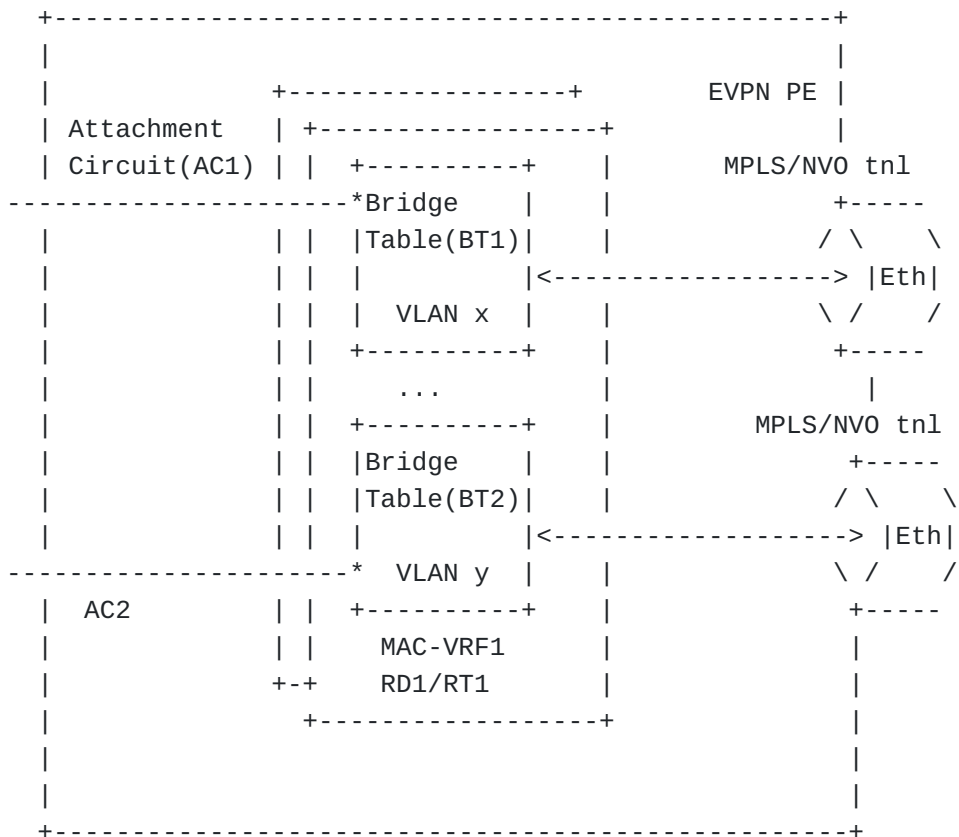 EVPN PE
Attachment
Circuit(AC1)
MPLS/NVO tnl
*Bridge
Table(BT1)
Eth
VLAN x
...
MPLS/NVO tnl
Bridge
Table(BT2)
Eth
* VLAN y
AC2
MAC-VRF1
RD1/RT1